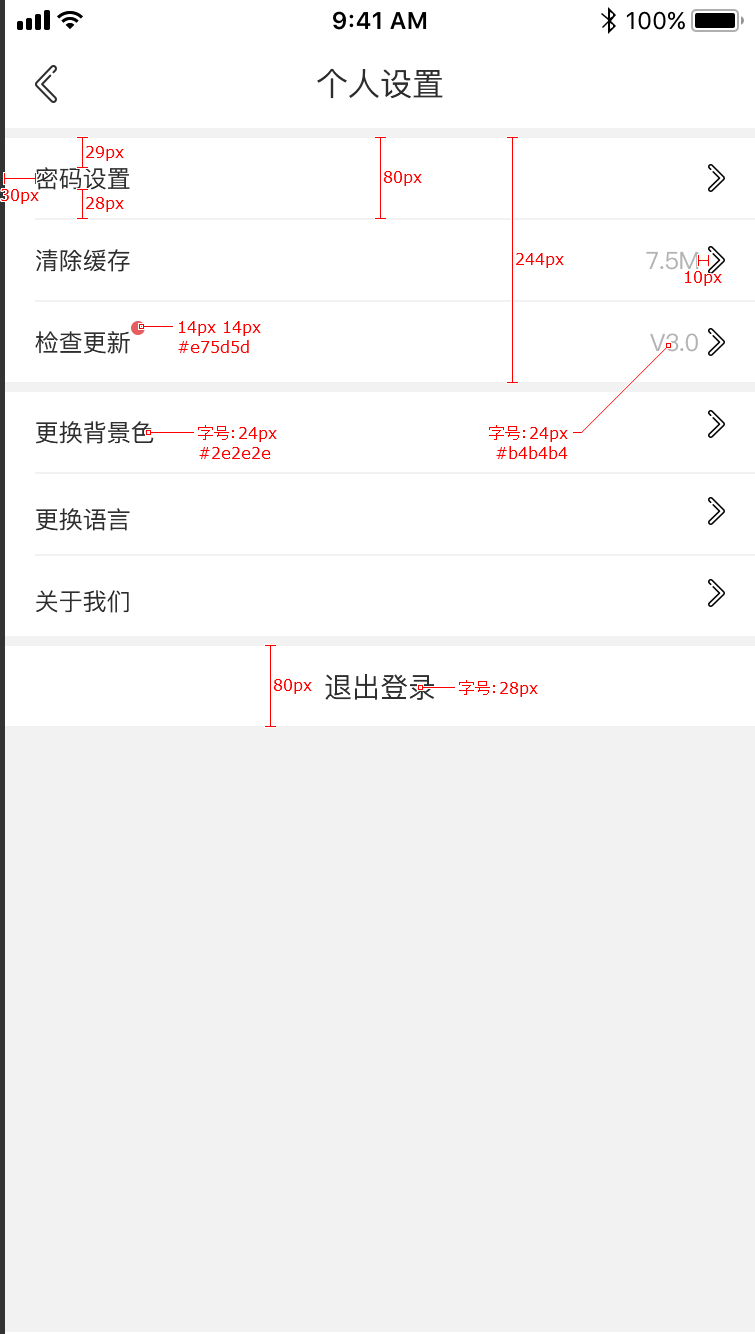 9:41 AM
100%
个人设置
29px
密码设置
80px
30px
28px
清除缓存
7.5M
244px
10px
检查更新
14px 14px
#e75d5d
V3.0
更换背景色
字号:24px
#2e2e2e
字号:24px
#b4b4b4
更换语言
关于我们
80px
退出登录
字号:28px